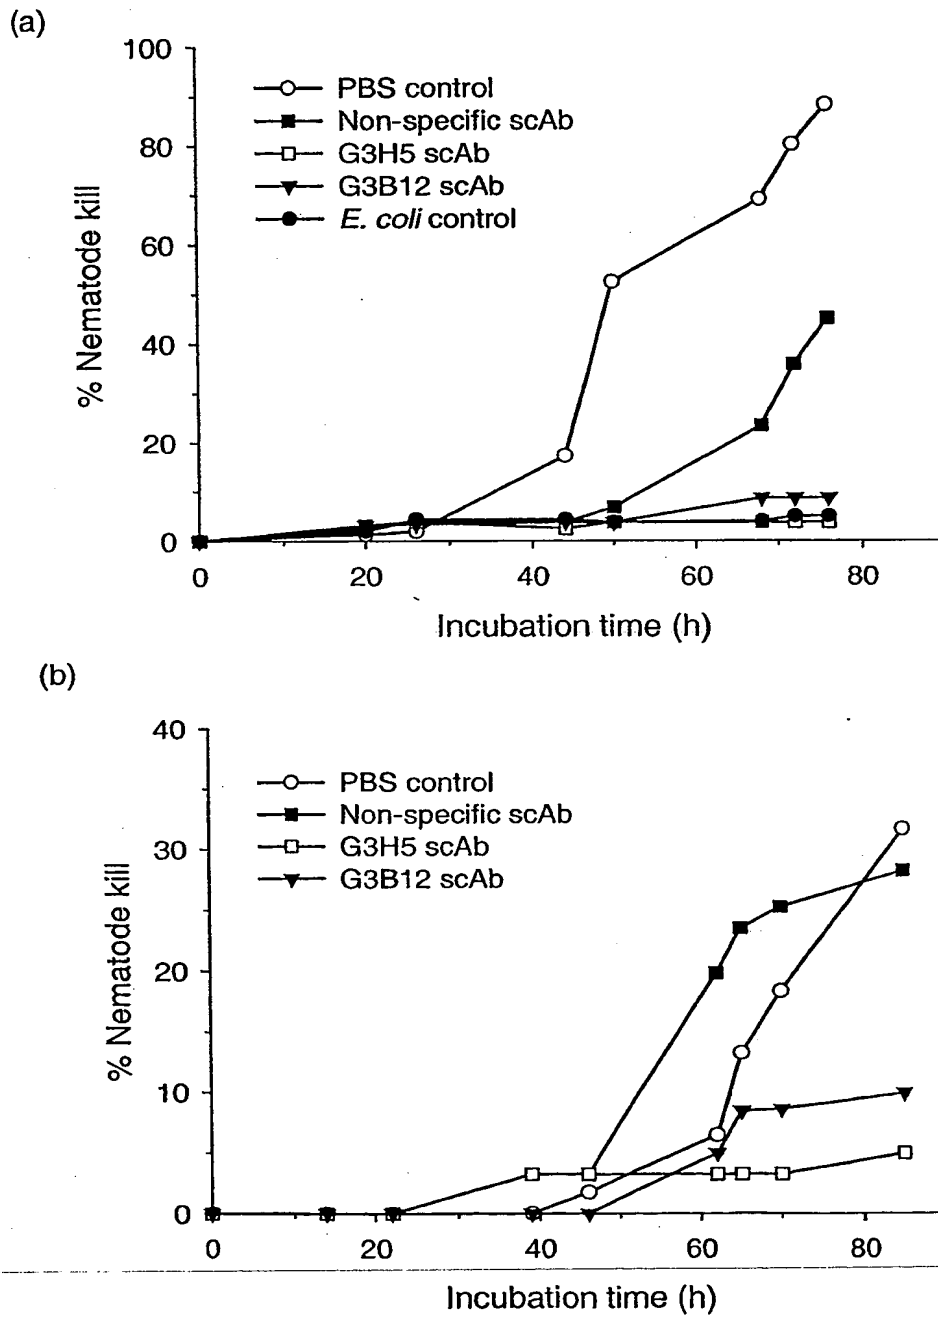 (a)
100
80
60
40
20
0
% Nematode kill
PBS control
Non-specific scAb
G3H5 scAb
G3B12 scAb
E. coli control
0 20 40 60 80
Incubation time (h)
(b)
40
30
20
10
0
% Nematode kill
PBS control
Non-specific scAb
G3H5 scAb
G3B12 scAb
0 20 40 60 80
Incubation time (h)